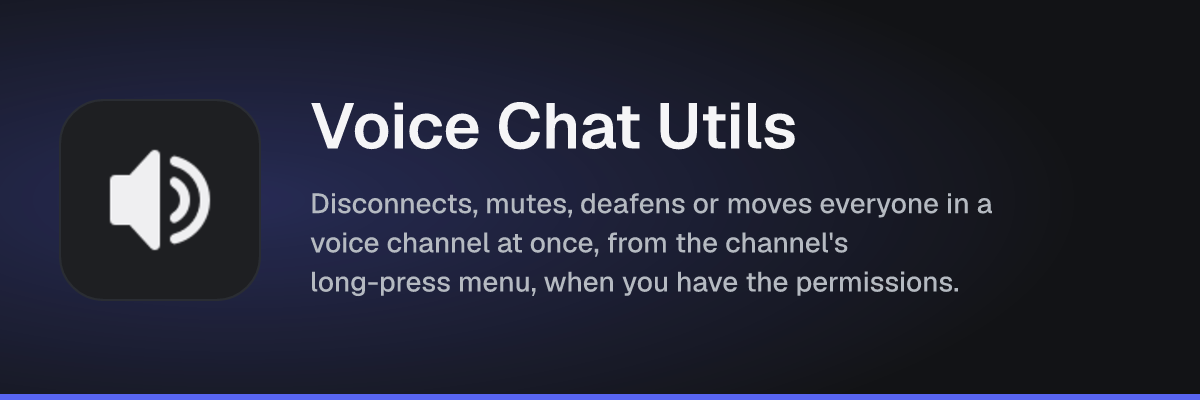 Voice Chat Utils
Disconnects, mutes, deafens or moves everyone in a
voice channel at once, from the channel's
long-press menu, when you have the permissions.